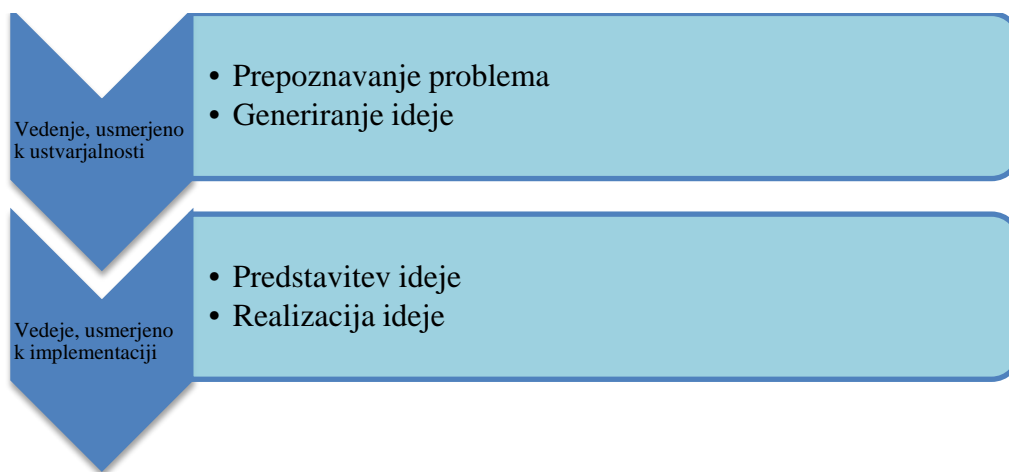 Vedenje, usmerjeno
k ustvarjalnosti
• Prepoznavanje problema
• Generiranje ideje
Vedeje, usmerjeno
k implementaciji
• Predstavitev ideje
• Realizacija ideje